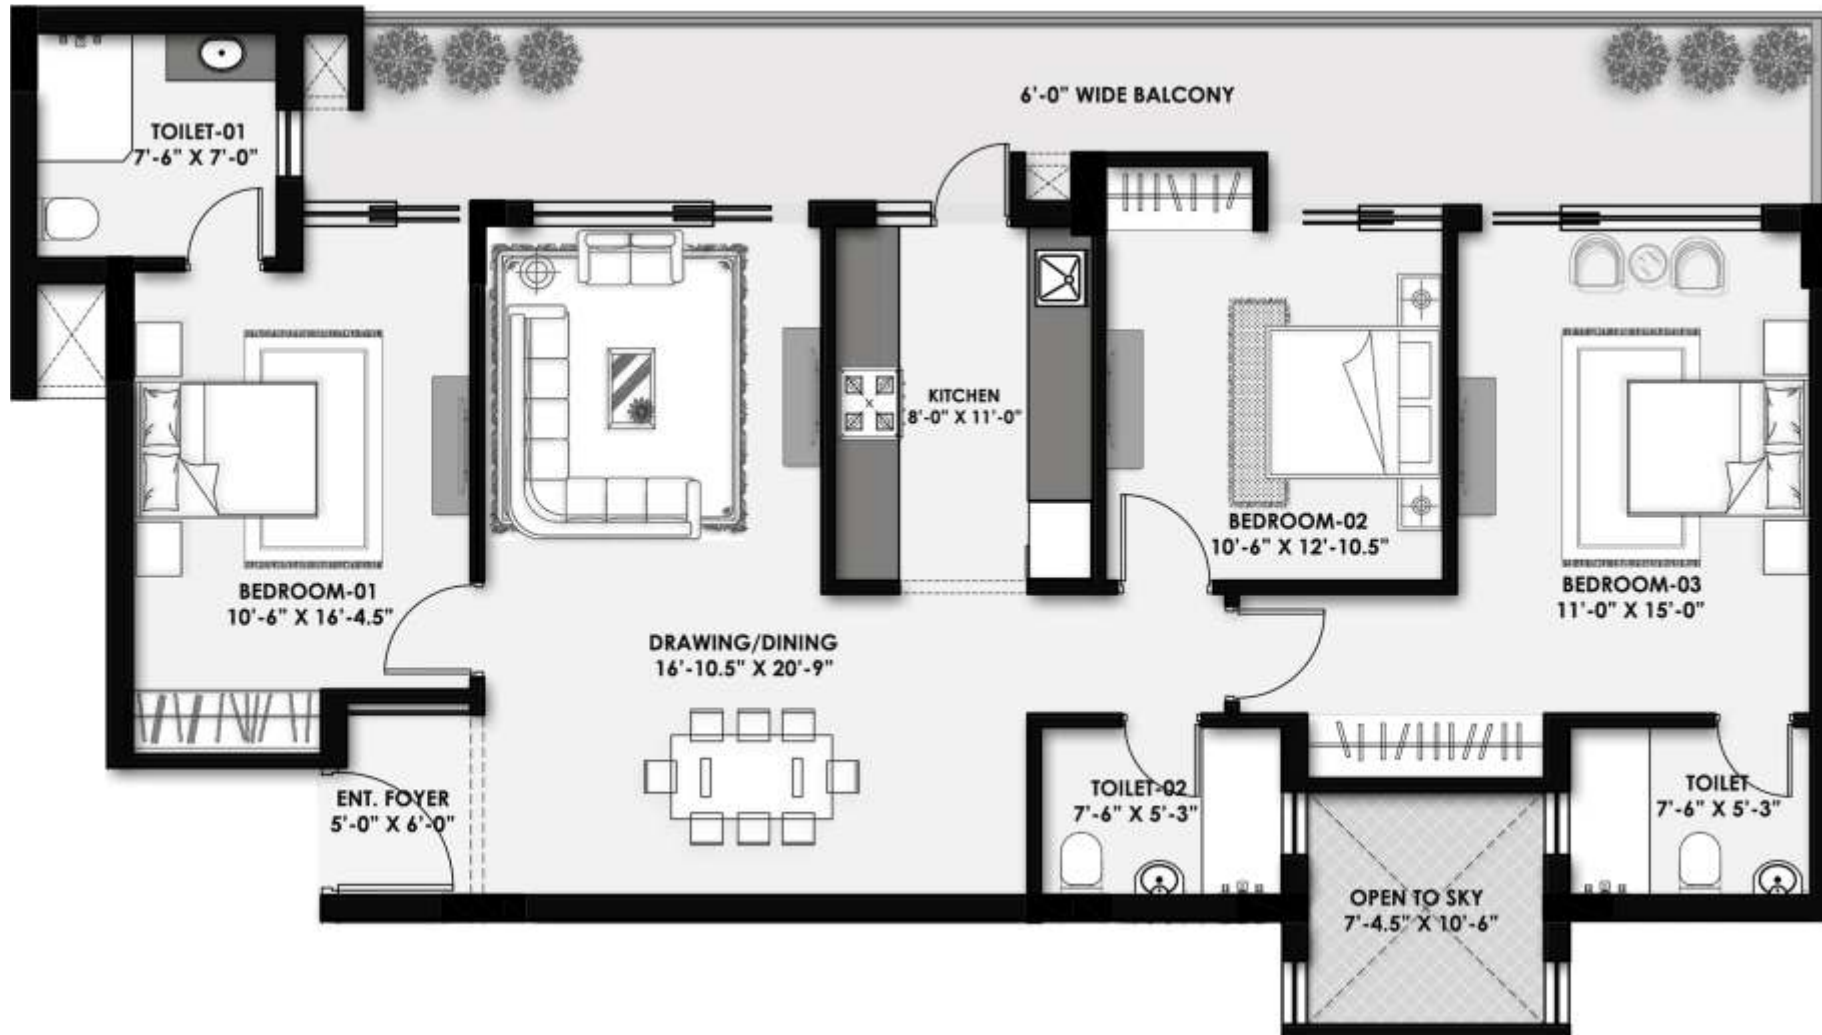 6'-0" WIDE BALCONY
TOILET-01
7'-6" X 7'-0"
KITCHEN
8'-0" X 11'-0"
BEDROOM-02
10'-6" X 12'-10.5"
BEDROOM-01
10'-6" X 16'-4.5"
BEDROOM-03
11'-0" X 15'-0"
DRAWING/DINING
16'-10.5" X 20'-9"
ENT. FOYER
5'-0" X 6'-0"
TOILET-02
7'-6" X 5'-3"
TOILET
7'-6" X 5'-3"
OPEN TO SKY
7'-4.5" X 10'-6"